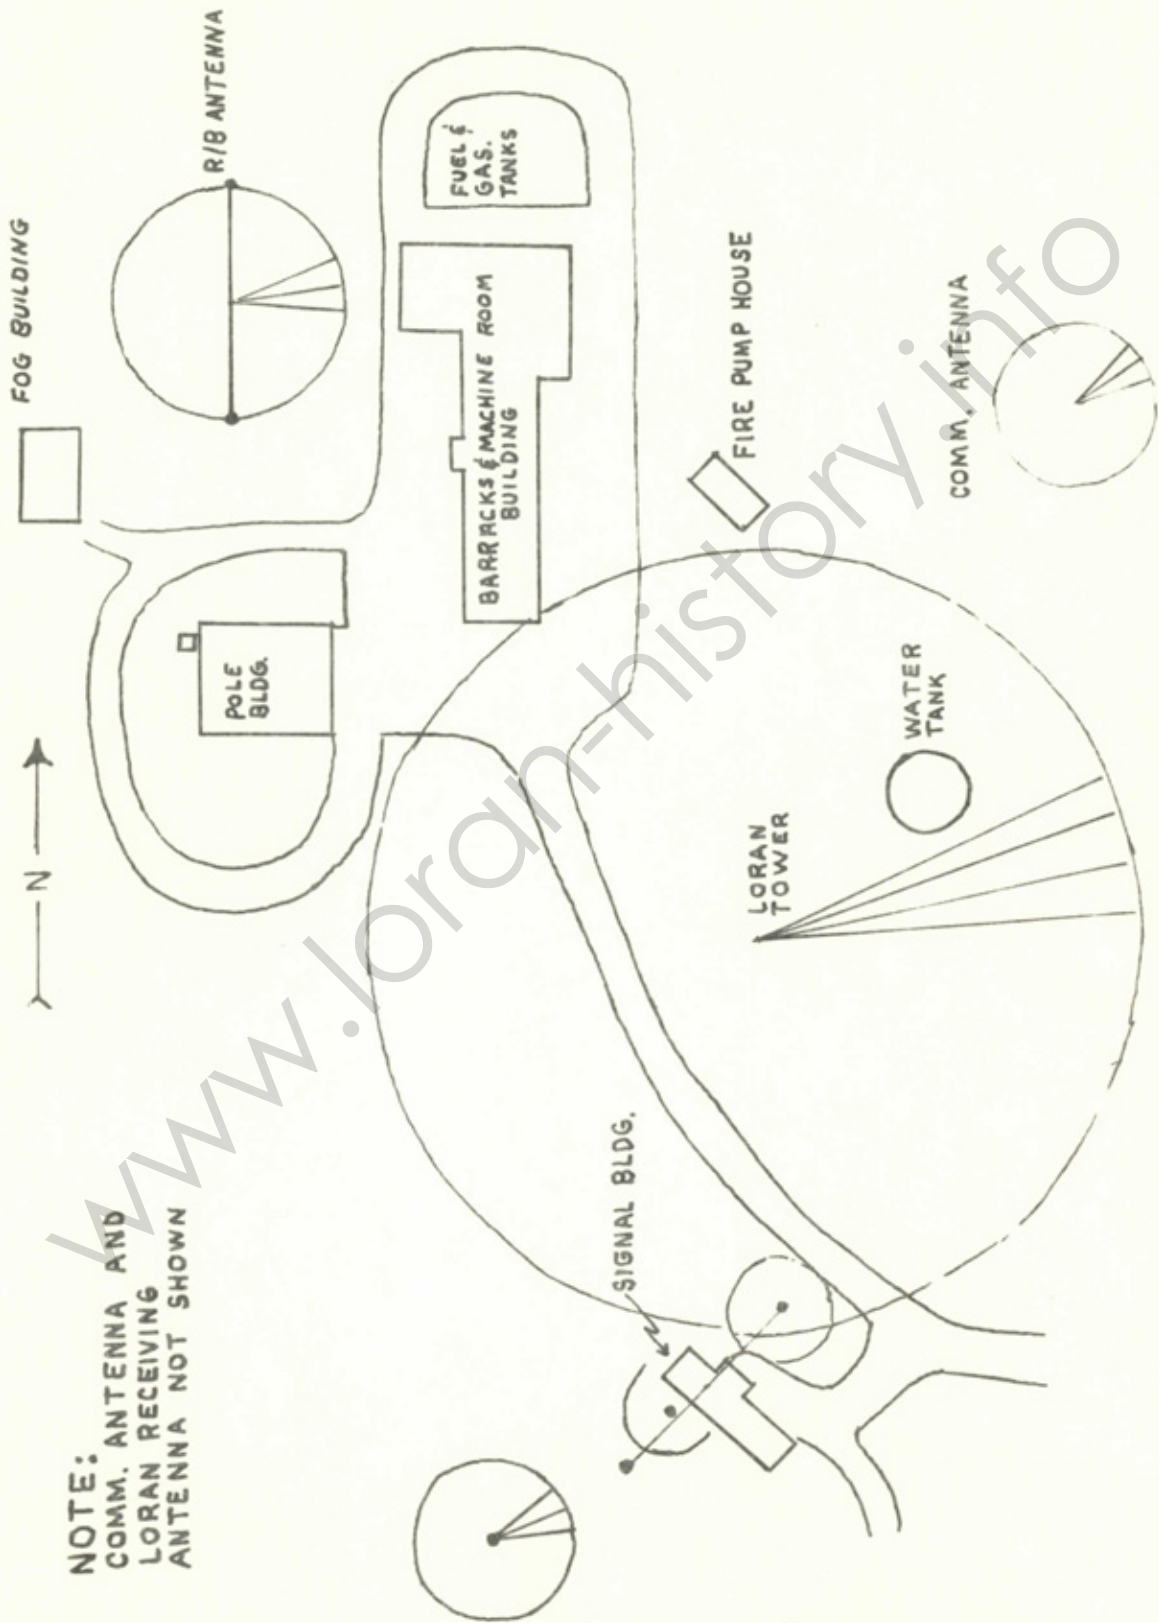 NOTE:
COMM. ANTENNA AND
LORAN RECEIVING
ANTENNA NOT SHOWN
N
FOG BUILDING
R/B ANTENNA
POLE
BLDG.
FUEL &
GAS.
TANKS
BARRACKS & MACHINE ROOM
BUILDING
SIGNAL BLDG.
FIRE PUMP HOUSE
LORAN
TOWER
WATER
TANK
COMM. ANTENNA
www.loran-history.info